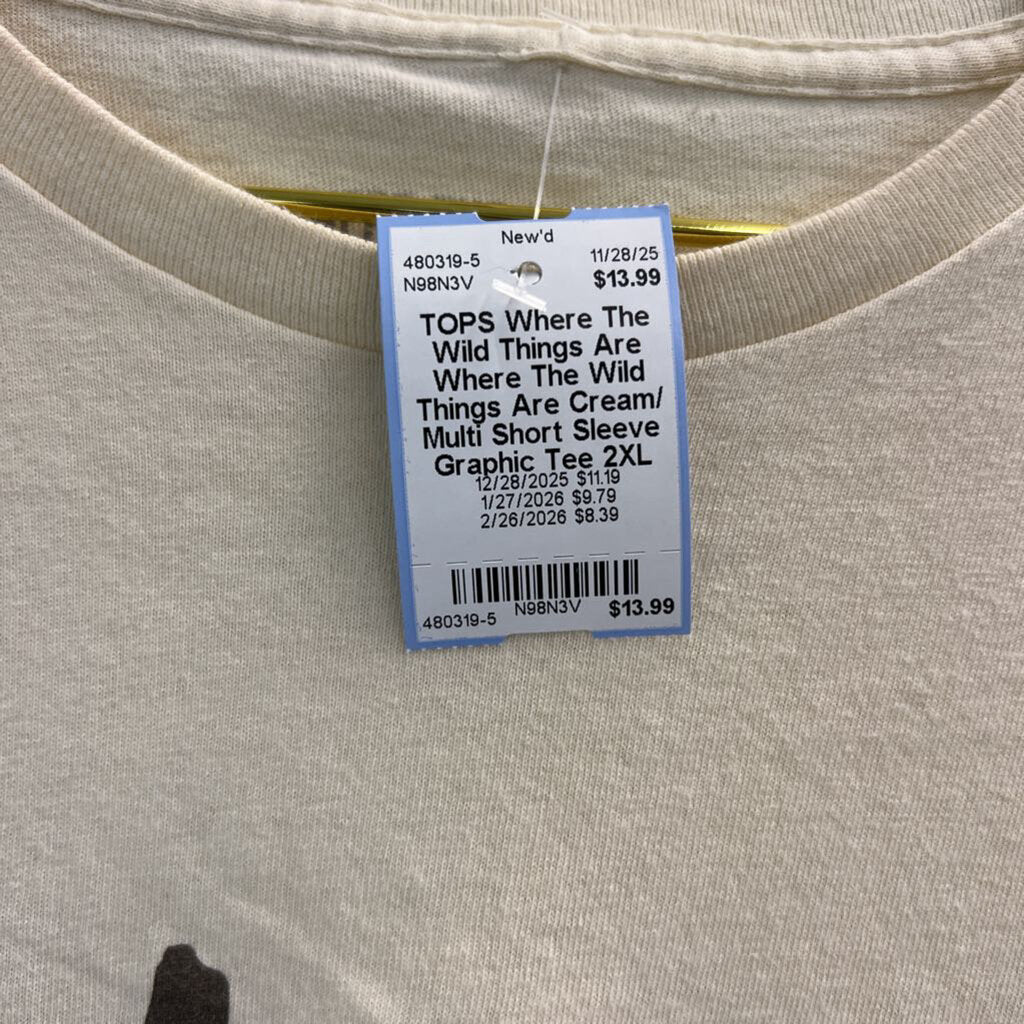 New'd
480319-5 11/28/25
N98N3V $13.99
TOPS Where The
Wild Things Are
Where The Wild
Things Are Cream/
Multi Short Sleeve
Graphic Tee 2XL
12/28/2025 $11.19
1/27/2026 $9.79
2/26/2026 $8.39
480319-5 N98N3V $13.99